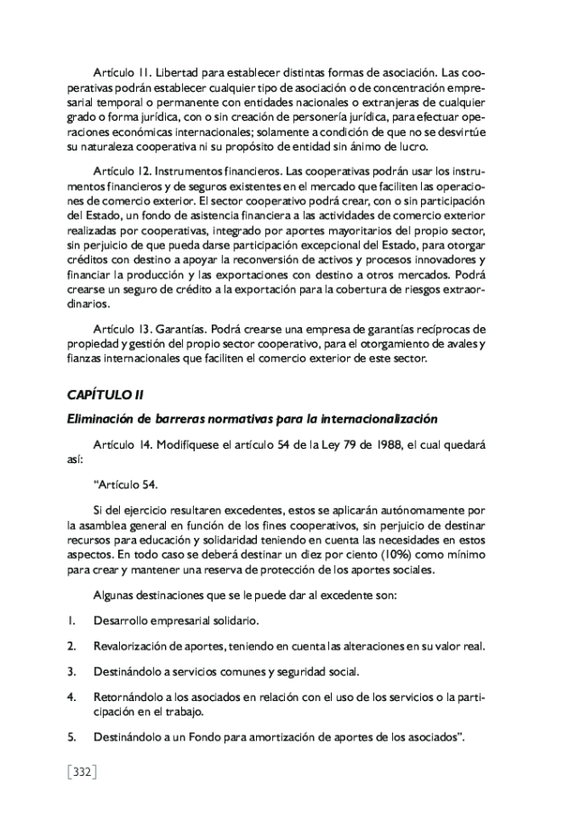 Artículo 11. Libertad para establecer distintas formas de asociación. Las coo-
perativas podrán establecer cualquier tipo de asociación o de concentración empre-
sarial temporal o permanente con entidades nacionales o extranjeras de cualquier
grado o forma jurídica, con o sin creación de personería jurídica, para efectuar ope-
raciones económicas internacionales; solamente a condición de que no se desvirtúe
su naturaleza cooperativa ni su propósito de entidad sin ánimo de lucro.
Artículo 12. Instrumentos financieros. Las cooperativas podrán usar los instru-
mentos financieros y de seguros existentes en el mercado que faciliten las operacio-
nes de comercio exterior. El sector cooperativo podrá crear, con o sin participación
del Estado, un fondo de asistencia financiera a las actividades de comercio exterior
realizadas por cooperativas, integrado por aportes mayoritarios del propio sector,
sin perjuicio de que pueda darse participación excepcional del Estado, para otorgar
créditos con destino a apoyar la reconversión de activos y procesos innovadores y
financiar la producción y las exportaciones con destino a otros mercados. Podrá
crearse un seguro de crédito a la exportación para la cobertura de riesgos extraor-
dinarios.
Artículo 13. Garantías. Podrá crearse una empresa de garantías recíprocas de
propiedad y gestión del propio sector cooperativo, para el otorgamiento de avales y
fianzas internacionales que faciliten el comercio exterior de este sector.
CAPÍTULO II
Eliminación de barreras normativas para la internacionalización
Artículo 14. Modifíquese el artículo 54 de la Ley 79 de 1988, el cual quedará
así:
“Artículo 54.
Si del ejercicio resultaren excedentes, estos se aplicarán autónomamente por
la asamblea general en función de los fines cooperativos, sin perjuicio de destinar
recursos para educación y solidaridad teniendo en cuenta las necesidades en estos
aspectos. En todo caso se deberá destinar un diez por ciento (10%) como mínimo
para crear y mantener una reserva de protección de los aportes sociales.
Algunas destinaciones que se le puede dar al excedente son:
1. Desarrollo empresarial solidario.
2. Revalorización de aportes, teniendo en cuenta las alteraciones en su valor real.
3. Destinándolo a servicios comunes y seguridad social.
4. Retornándolo a los asociados en relación con el uso de los servicios o la parti-
cipación en el trabajo.
5. Destinándolo a un Fondo para amortización de aportes de los asociados”.
[332]